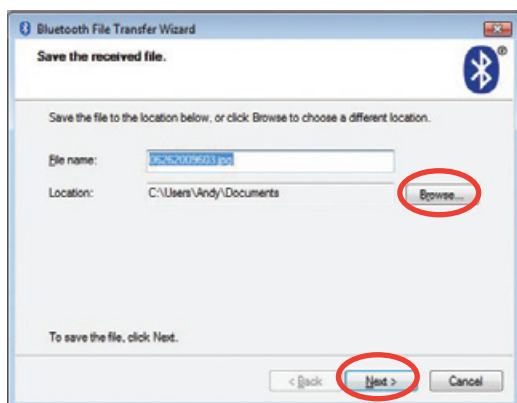 Bluetooth File Transfer Wizard
Save the received file.
®
Save the file to the location below, or click Browse to choose a different location.
File name: 06262009603.jpg
Location: C:\Users\Andy\Documents Browse...
To save the file, click Next.
< Back Next > Cancel